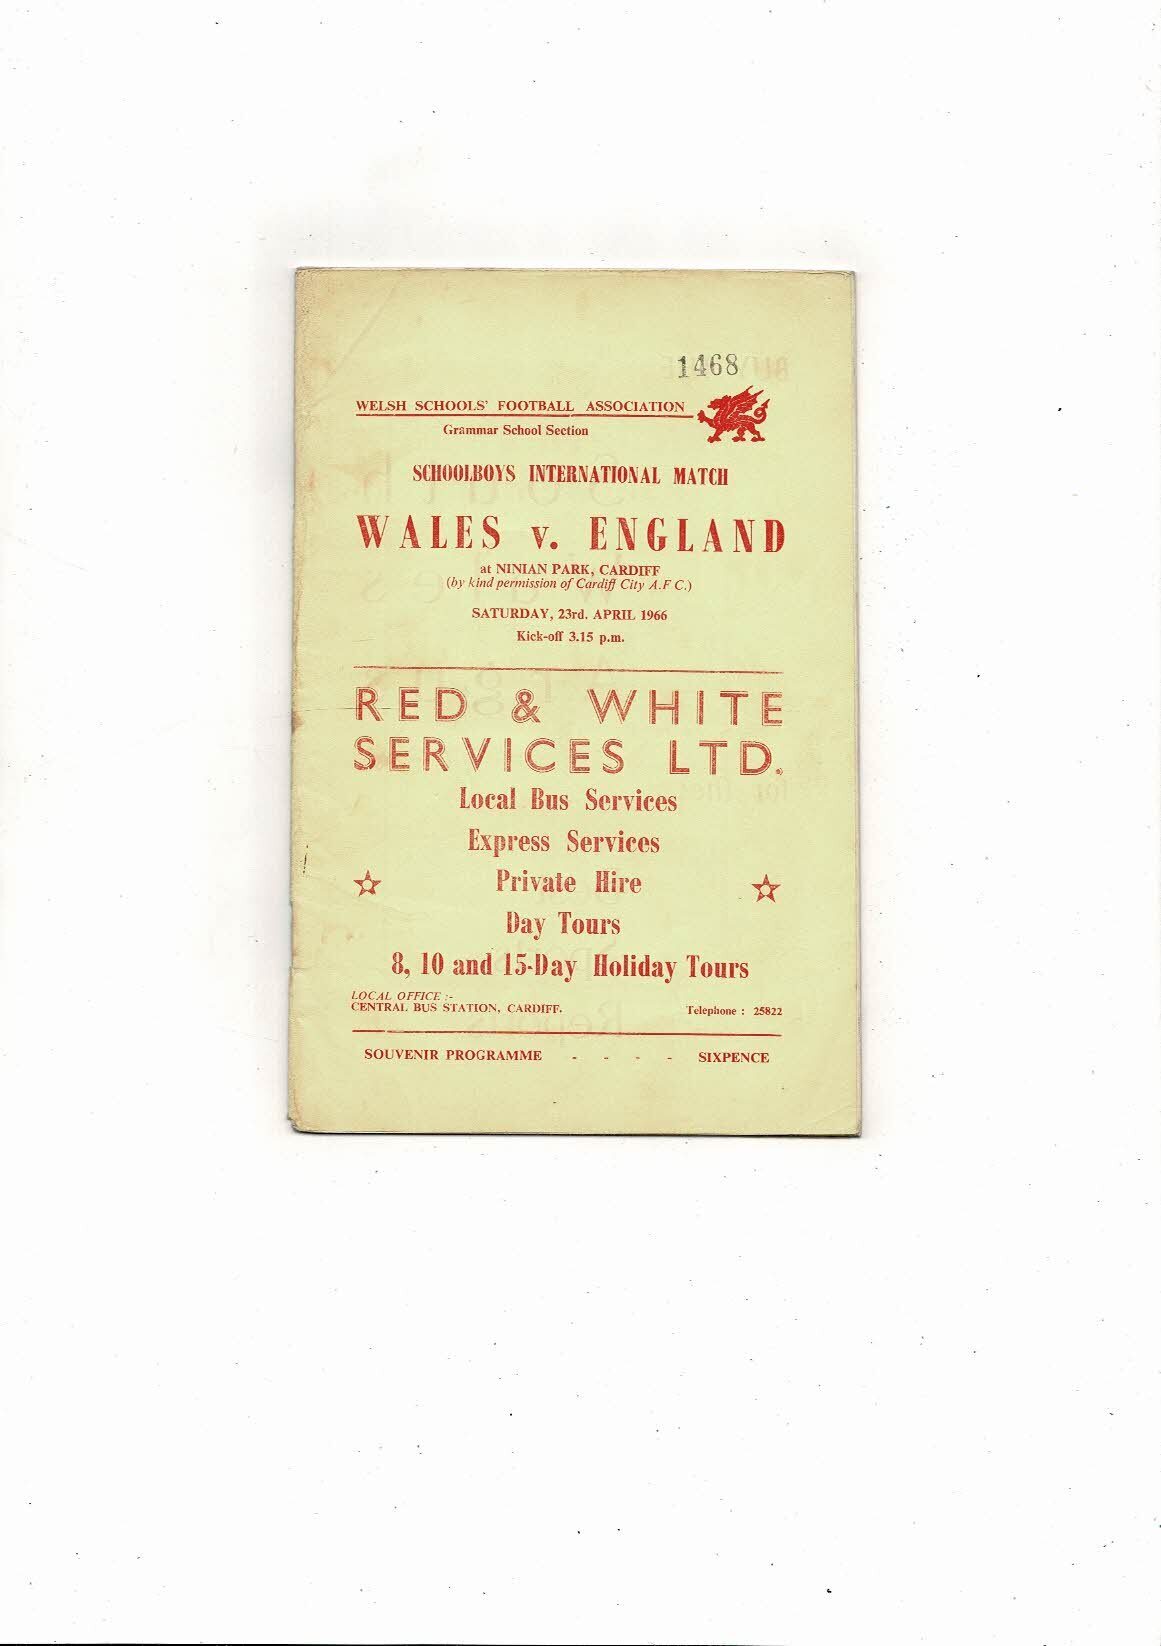 1468
WELSH SCHOOLS' FOOTBALL ASSOCIATION
Grammar School Section
SCHOOLBOYS INTERNATIONAL MATCH
WALES v. ENGLAND
at NINIAN PARK, CARDIFF
(by kind permission of Cardiff City A.F C.)
SATURDAY, 23rd. APRIL 1966
Kick-off 3.15 p.m.
RED & WHITE
SERVICES LTD.
Local Bus Services
Express Services
Private Hire
Day Tours
8, 10 and 15-Day Holiday Tours
LOCAL OFFICE :-
CENTRAL BUS STATION, CARDIFF.
Telephone : 25822
SOUVENIR PROGRAMME - - - - SIXPENCE